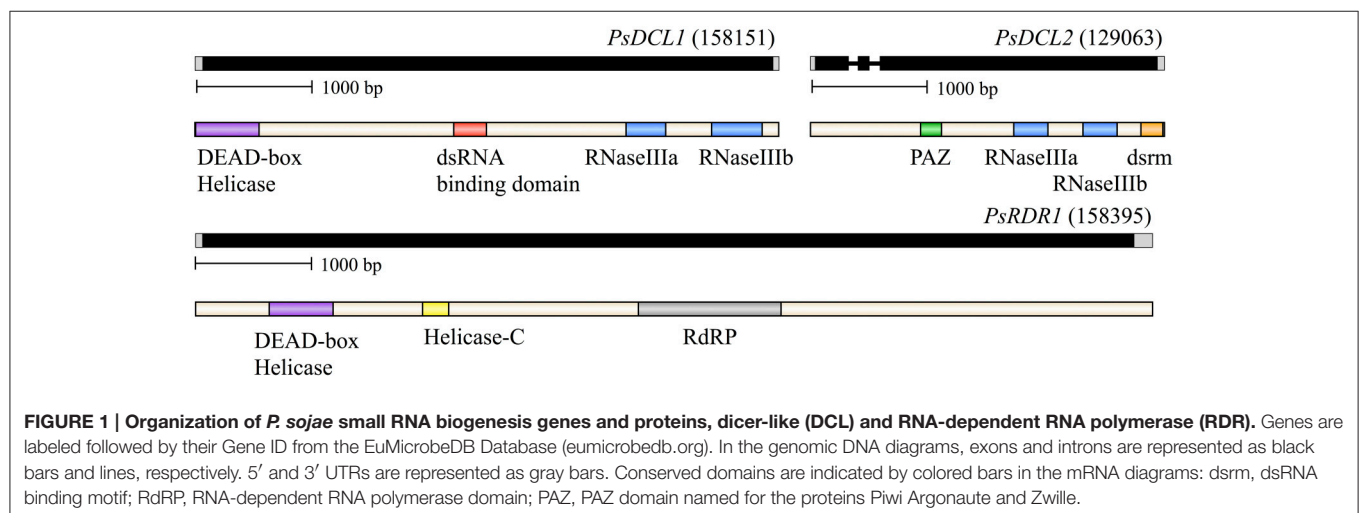 PsDCL1 (158151)
1000 bp
DEAD-box
Helicase
dsRNA
binding domain
RNaseIIIa
RNaseIIIb
PsDCL2 (129063)
1000 bp
PAZ
RNaseIIIa
RNaseIIIb
dsrm
PsRDR1 (158395)
1000 bp
DEAD-box
Helicase
Helicase-C
RdRP
FIGURE 1 | Organization of P. sojae small RNA biogenesis genes and proteins, dicer-like (DCL) and RNA-dependent RNA polymerase (RDR). Genes are
labeled followed by their Gene ID from the EuMicrobeDB Database (eumicrobedb.org). In the genomic DNA diagrams, exons and introns are represented as black
bars and lines, respectively. 5′ and 3′ UTRs are represented as gray bars. Conserved domains are indicated by colored bars in the mRNA diagrams: dsrm, dsRNA
binding motif; RdRP, RNA-dependent RNA polymerase domain; PAZ, PAZ domain named for the proteins Piwi Argonaute and Zwille.